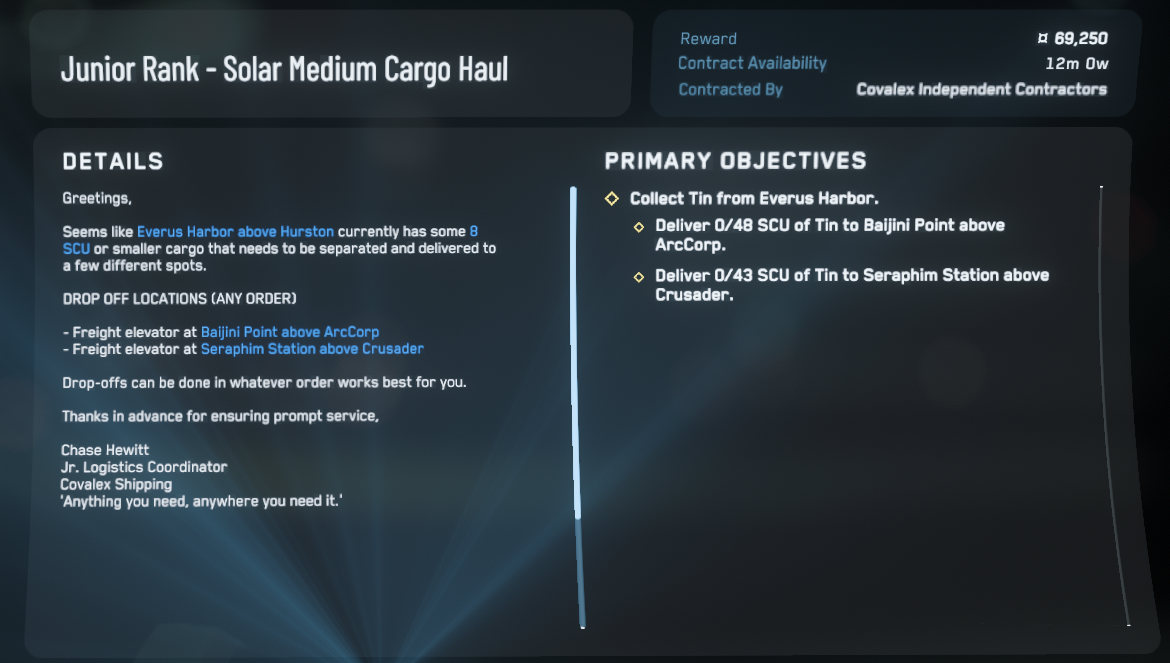 Junior Rank - Solar Medium Cargo Haul
Reward ¤ 69,250
Contract Availability 12m 0w
Contracted By Covalex Independent Contractors
DETAILS
Greetings,
Seems like Everus Harbor above Hurston currently has some 8
SCU or smaller cargo that needs to be separated and delivered to
a few different spots.
DROP OFF LOCATIONS (ANY ORDER)
- Freight elevator at Baijini Point above ArcCorp
- Freight elevator at Seraphim Station above Crusader
Drop-offs can be done in whatever order works best for you.
Thanks in advance for ensuring prompt service,
Chase Hewitt
Jr. Logistics Coordinator
Covalex Shipping
'Anything you need, anywhere you need it.'
PRIMARY OBJECTIVES
Collect Tin from Everus Harbor.
Deliver 0/48 SCU of Tin to Baijini Point above
ArcCorp.
Deliver 0/43 SCU of Tin to Seraphim Station above
Crusader.